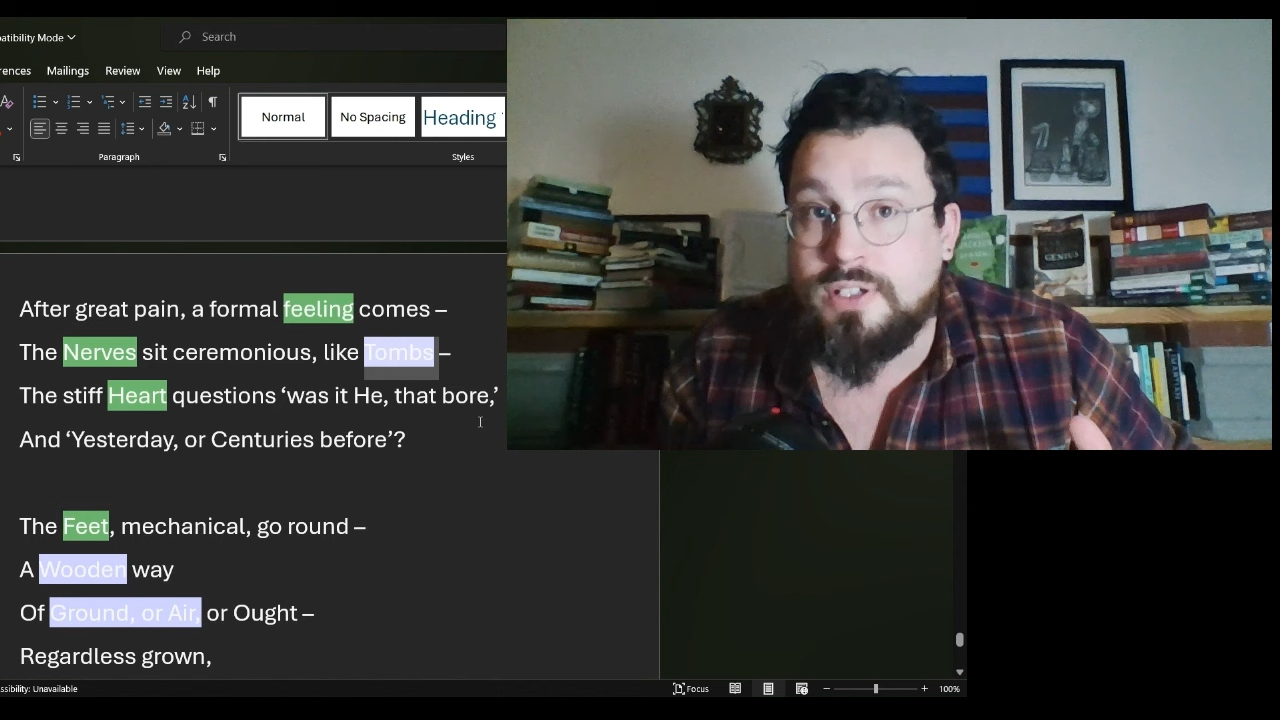 atibility Mode
Search
rences Mailings Review View Help
Normal
No Spacing
Heading
Paragraph
Styles
After great pain, a formal feeling comes –
The Nerves sit ceremonious, like Tombs –
The stiff Heart questions ‘was it He, that bore,’
And ‘Yesterday, or Centuries before’?
The Feet, mechanical, go round –
A Wooden way
Of Ground, or Air, or Ought –
Regardless grown,
ssibility: Unavailable
Focus
100%
GENIUS